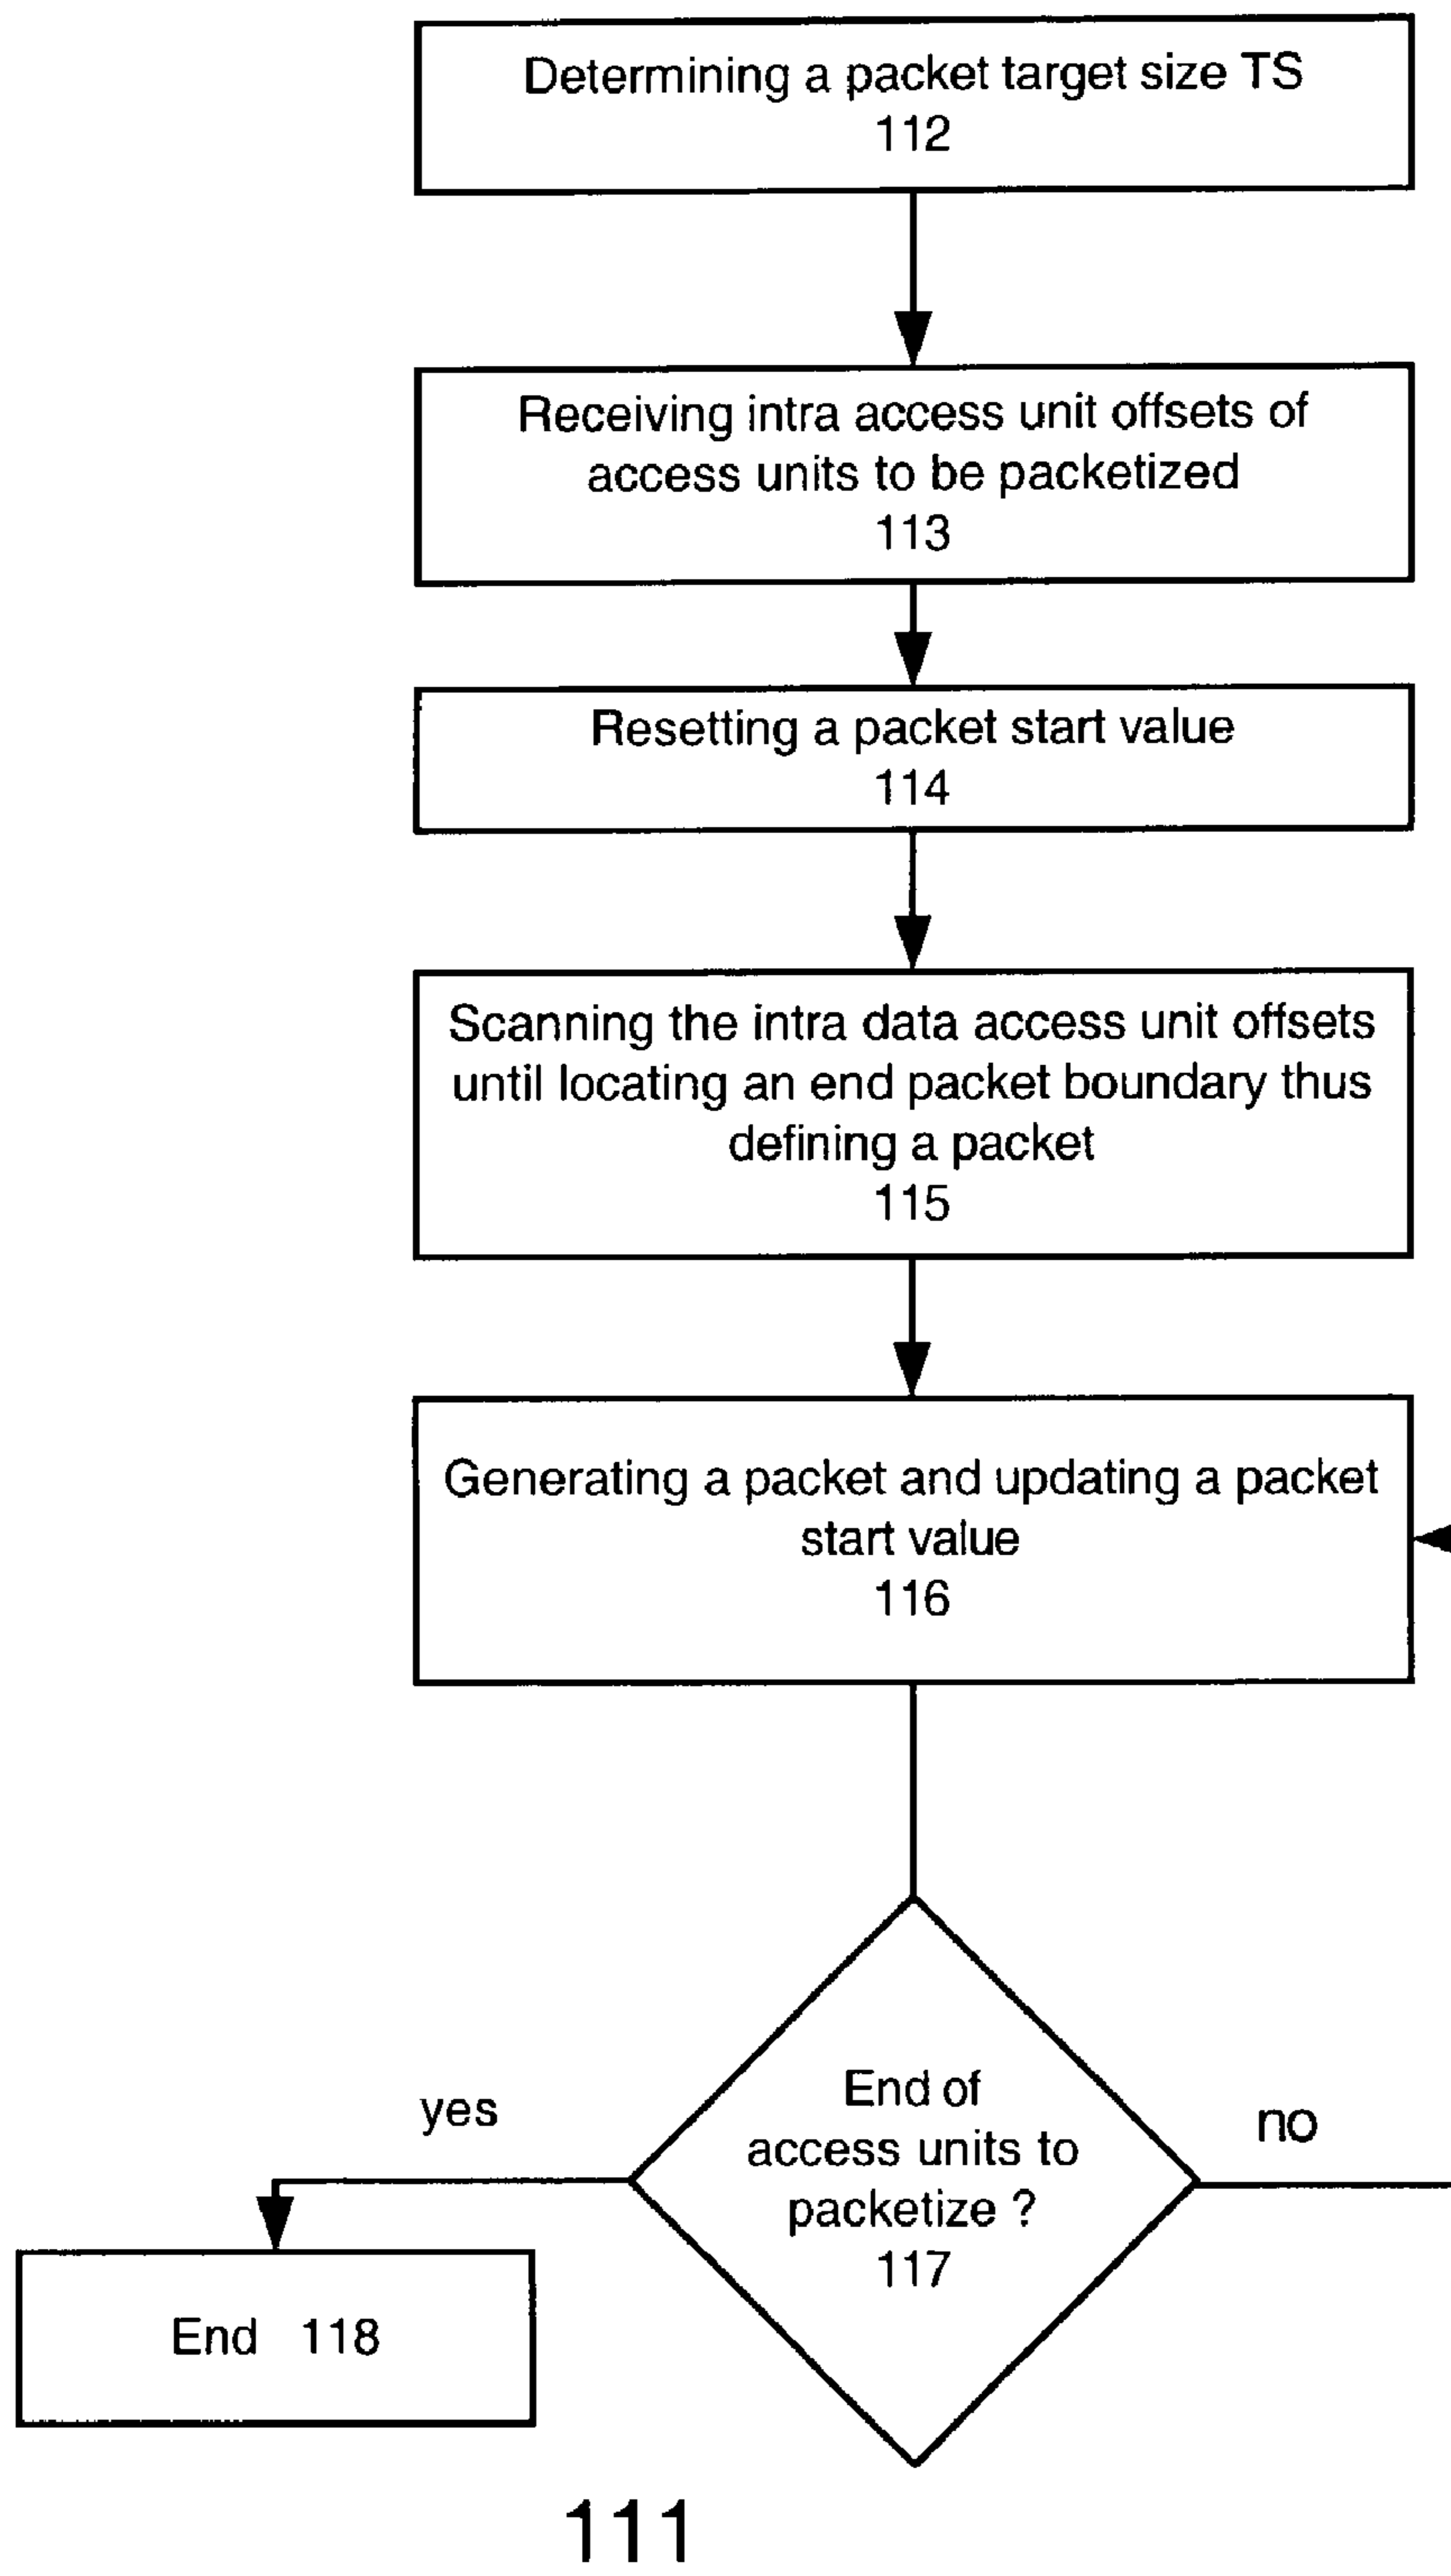 Determining a packet target size TS
112
Receiving intra access unit offsets of
access units to be packetized
113
Resetting a packet start value
114
Scanning the intra data access unit offsets
until locating an end packet boundary thus
defining a packet
115
Generating a packet and updating a packet
start value
116
yes
End of
access units to
packetize ?
117
no
End 118
111